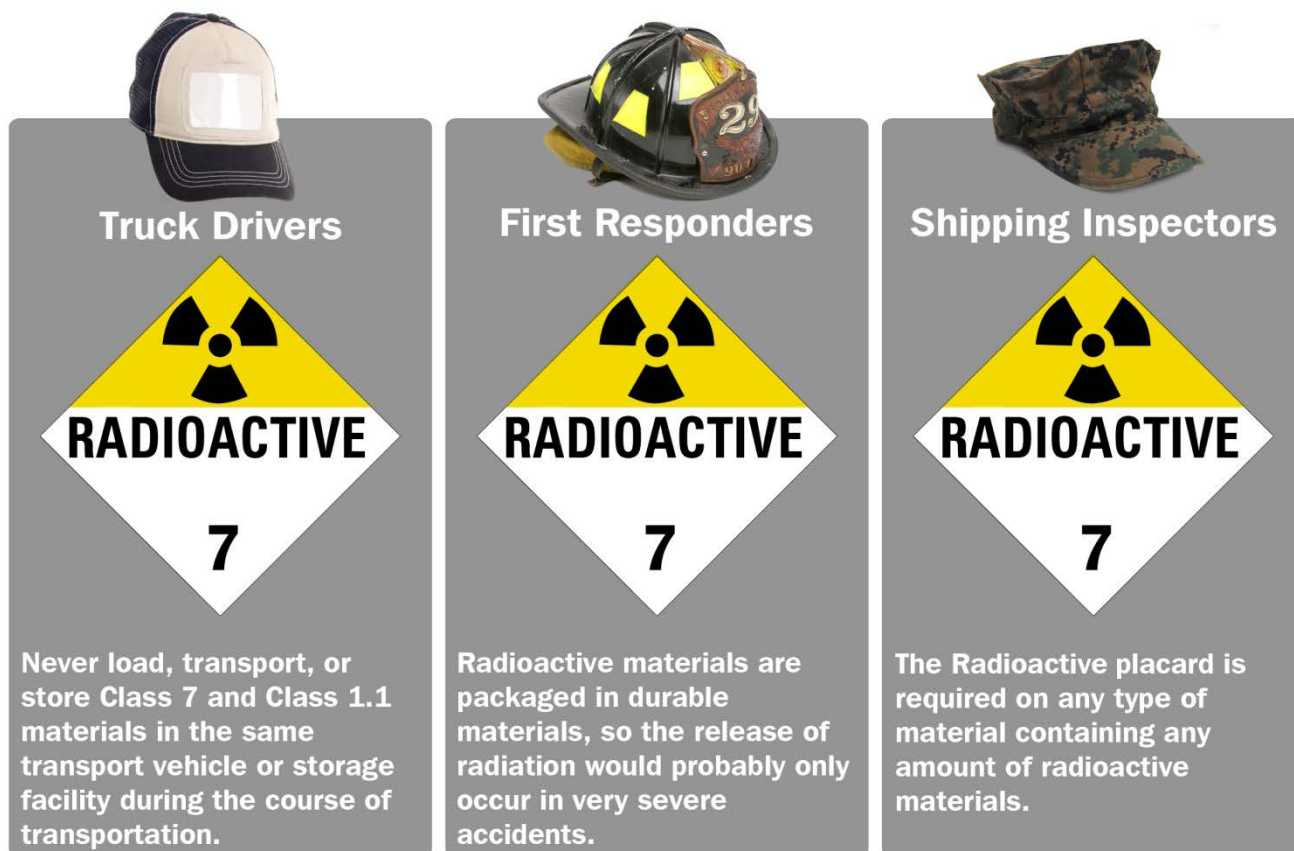 Truck Drivers
RADIOACTIVE
7
Never load, transport, or
store Class 7 and Class 1.1
materials in the same
transport vehicle or storage
facility during the course of
transportation.
29
First Responders
RADIOACTIVE
7
Radioactive materials are
packaged in durable
materials, so the release of
radiation would probably only
occur in very severe
accidents.
Shipping Inspectors
RADIOACTIVE
7
The Radioactive placard is
required on any type of
material containing any
amount of radioactive
materials.